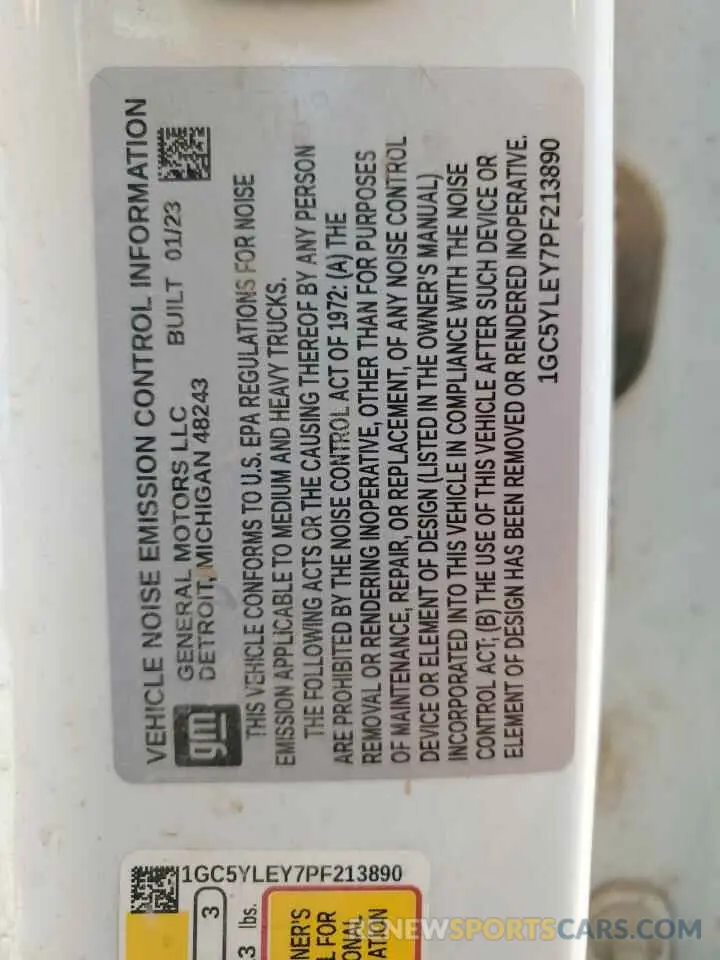 VEHICLE NOISE EMISSION CONTROL INFORMATION
gm
GENERAL MOTORS LLC
DETROIT, MICHIGAN 48243
BUILT 01/23
THIS VEHICLE CONFORMS TO U.S. EPA REGULATIONS FOR NOISE
EMISSION APPLICABLE TO MEDIUM AND HEAVY TRUCKS.
THE FOLLOWING ACTS OR THE CAUSING THEREOF BY ANY PERSON
ARE PROHIBITED BY THE NOISE CONTROL ACT OF 1972: (A) THE
REMOVAL OR RENDERING INOPERATIVE, OTHER THAN FOR PURPOSES
OF MAINTENANCE, REPAIR, OR REPLACEMENT, OF ANY NOISE CONTROL
DEVICE OR ELEMENT OF DESIGN (LISTED IN THE OWNER'S MANUAL)
INCORPORATED INTO THIS VEHICLE IN COMPLIANCE WITH THE NOISE
CONTROL ACT; (B) THE USE OF THIS VEHICLE AFTER SUCH DEVICE OR
ELEMENT OF DESIGN HAS BEEN REMOVED OR RENDERED INOPERATIVE.
1GC5YLEY7PF213890
1GC5YLEY7PF213890
3
3 lbs.
NER'S
L FOR
ONAL
ATION
RENEWSPORTSCARS.COM